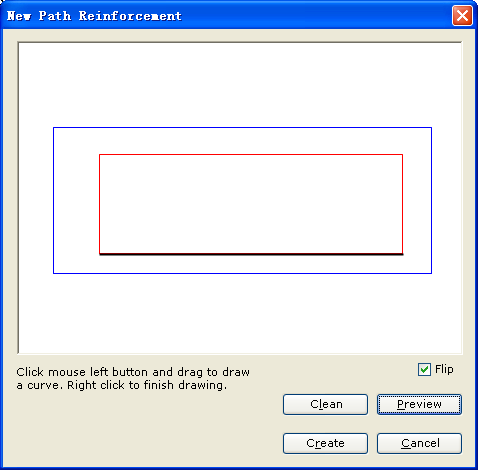 New Path Reinforcement
Click mouse left button and drag to draw
a curve. Right click to finish drawing.
Flip
Clean
Preview
Create
Cancel